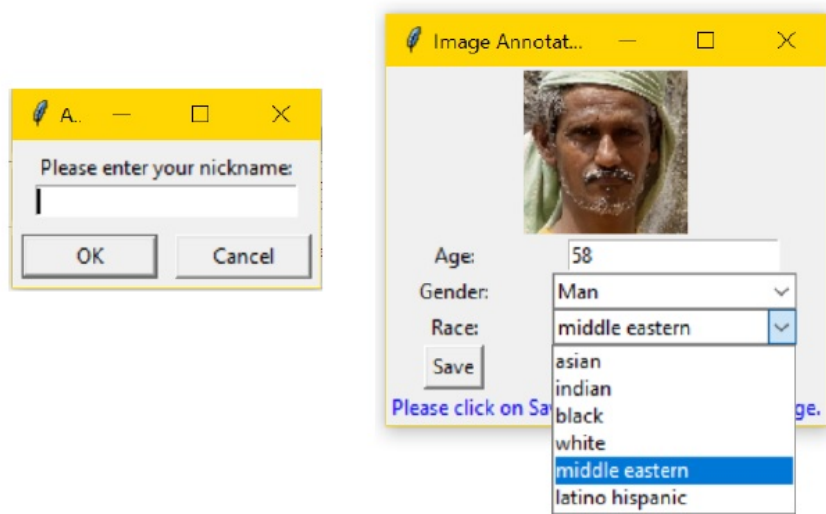 A..
Please enter your nickname:
OK
Cancel
Image Annotat...
Age:
58
Gender:
Man
Race:
middle eastern
Save
asian
indian
black
white
middle eastern
latino hispanic
Please click on Sa
ge.